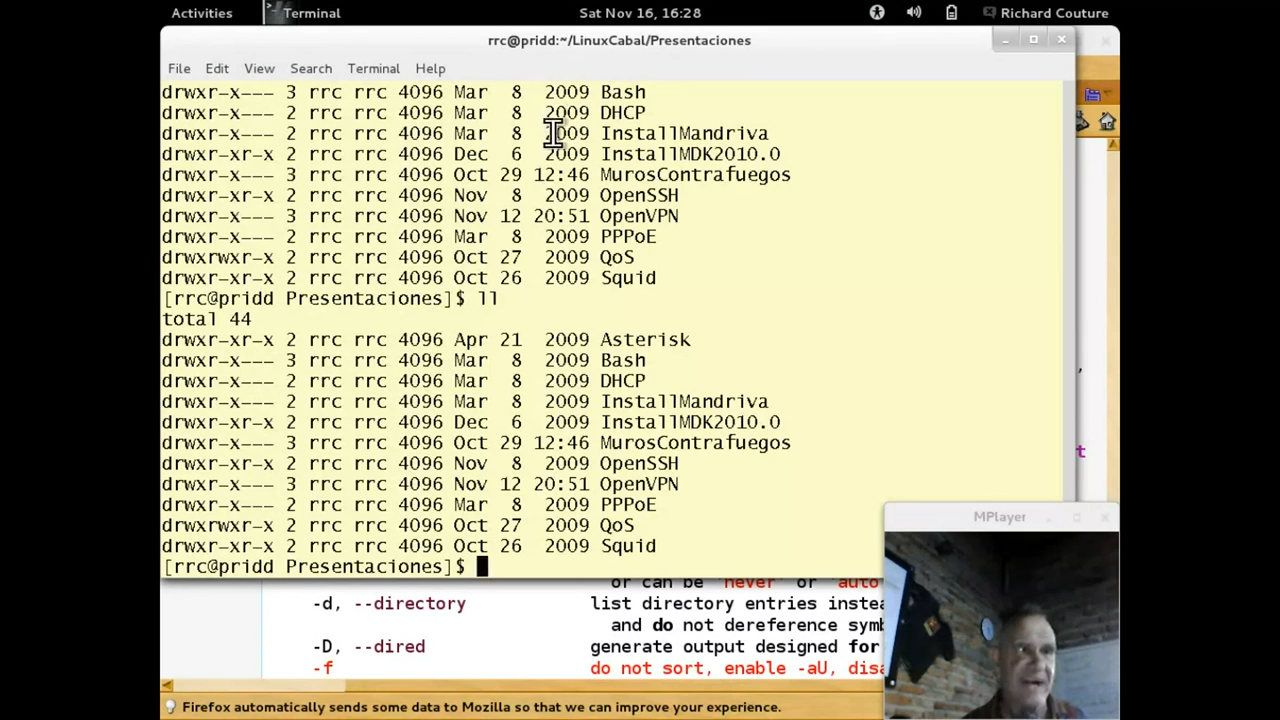 Activities Terminal Sat Nov 16, 16:28 Richard Couture
rrc@pridd:~/LinuxCabal/Presentaciones
File Edit View Search Terminal Help
drwxr-x--- 3 rrc rrc 4096 Mar  8  2009 Bash
drwxr-x--- 2 rrc rrc 4096 Mar  8  2009 DHCP
drwxr-x--- 2 rrc rrc 4096 Mar  8  2009 InstallMandriva
drwxr-xr-x 2 rrc rrc 4096 Dec  6  2009 InstallMDK2010.0
drwxr-x--- 3 rrc rrc 4096 Oct 29 12:46 MurosContrafuegos
drwxr-xr-x 2 rrc rrc 4096 Nov  8  2009 OpenSSH
drwxr-x--- 3 rrc rrc 4096 Nov 12 20:51 OpenVPN
drwxr-x--- 2 rrc rrc 4096 Mar  8  2009 PPPoE
drwxrwxr-x 2 rrc rrc 4096 Oct 27  2009 QoS
drwxr-xr-x 2 rrc rrc 4096 Oct 26  2009 Squid
[rrc@pridd Presentaciones]$ ll
total 44
drwxr-xr-x 2 rrc rrc 4096 Apr 21  2009 Asterisk
drwxr-x--- 3 rrc rrc 4096 Mar  8  2009 Bash
drwxr-x--- 2 rrc rrc 4096 Mar  8  2009 DHCP
drwxr-x--- 2 rrc rrc 4096 Mar  8  2009 InstallMandriva
drwxr-xr-x 2 rrc rrc 4096 Dec  6  2009 InstallMDK2010.0
drwxr-x--- 3 rrc rrc 4096 Oct 29 12:46 MurosContrafuegos
drwxr-xr-x 2 rrc rrc 4096 Nov  8  2009 OpenSSH
drwxr-x--- 3 rrc rrc 4096 Nov 12 20:51 OpenVPN
drwxr-x--- 2 rrc rrc 4096 Mar  8  2009 PPPoE
drwxrwxr-x 2 rrc rrc 4096 Oct 27  2009 QoS
drwxr-xr-x 2 rrc rrc 4096 Oct 26  2009 Squid
[rrc@pridd Presentaciones]$
MPlayer
or can be 'never' or 'auto
-d, --directory list directory entries
and do not dereference
-D, --dired generate output designed for
-f do not sort, enable -aU,
Firefox automatically sends some data to Mozilla so that we can improve your experience.